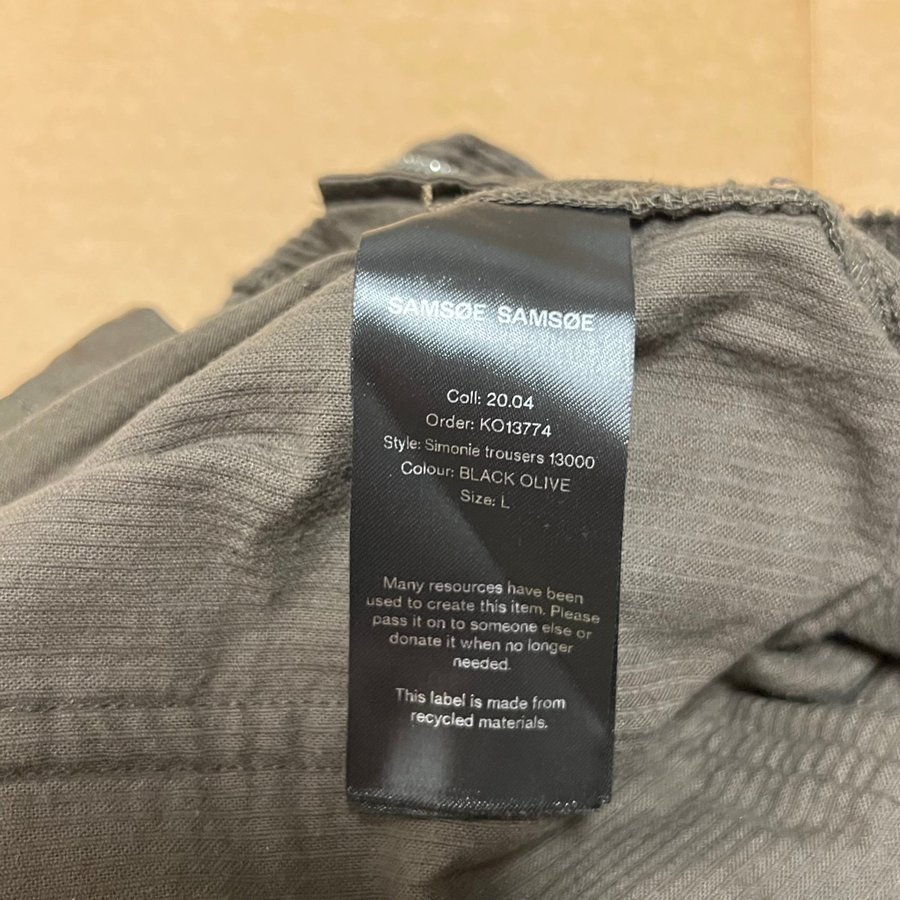 SAMSØE SAMSØE
Coll: 20.04
Order: KO13774
Style: Simonie trousers 13000
Colour: BLACK OLIVE
Size: L
Many resources have been
used to create this item. Please
pass it on to someone else or
donate it when no longer
needed.
This label is made from
recycled materials.